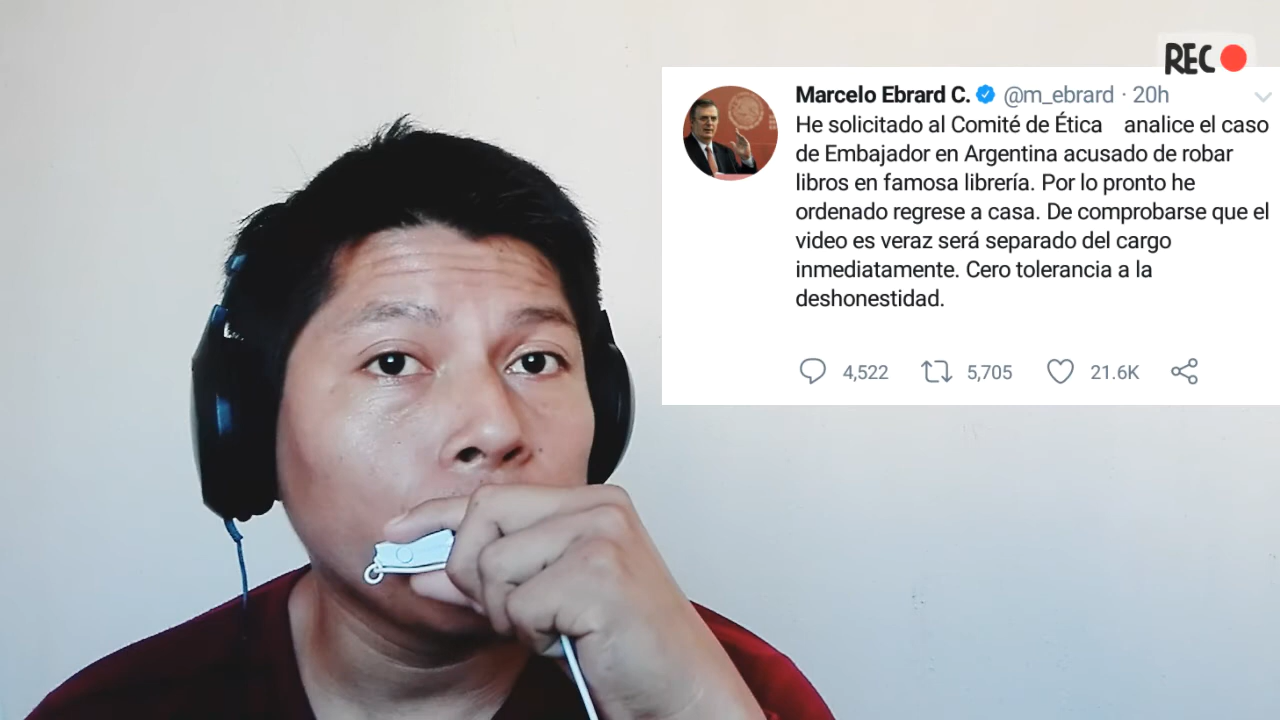 REC
Marcelo Ebrard C. @m_ebrard · 20h
He solicitado al Comité de Ética analice el caso
de Embajador en Argentina acusado de robar
libros en famosa librería. Por lo pronto he
ordenado regrese a casa. De comprobarse que el
video es veraz será separado del cargo
inmediatamente. Cero tolerancia a la
deshonestidad.
4,522 5,705 21.6K